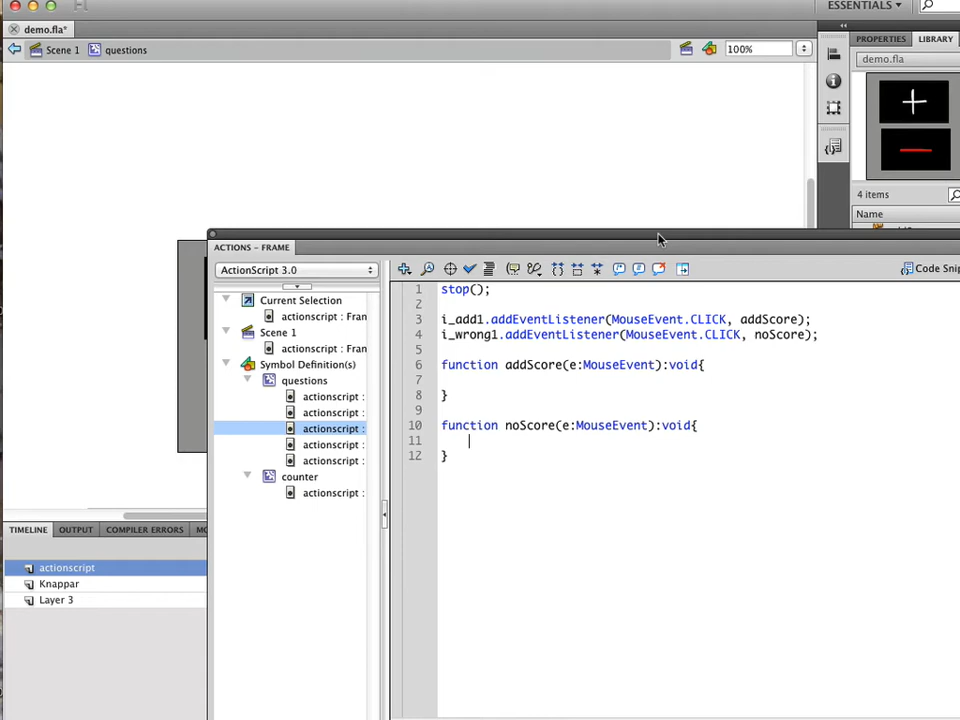 ESSENTIALS
demo.fla*
Scene 1 questions 100%
PROPERTIES LIBRARY
demo.fla
4 items
Name
ACTIONS - FRAME
ActionScript 3.0
Code Snip
Current Selection
actionscript : Fran
Scene 1
actionscript : Fran
Symbol Definition(s)
questions
actionscript :
actionscript :
actionscript :
actionscript :
actionscript :
counter
actionscript :
1 stop();
2
3 i_add1.addEventListener(MouseEvent.CLICK, addScore);
4 i_wrong1.addEventListener(MouseEvent.CLICK, noScore);
5
6 function addScore(e:MouseEvent):void{
7
8 }
9
10 function noScore(e:MouseEvent):void{
11
12 }
TIMELINE OUTPUT COMPILER ERRORS MO
actionscript
Knappar
Layer 3